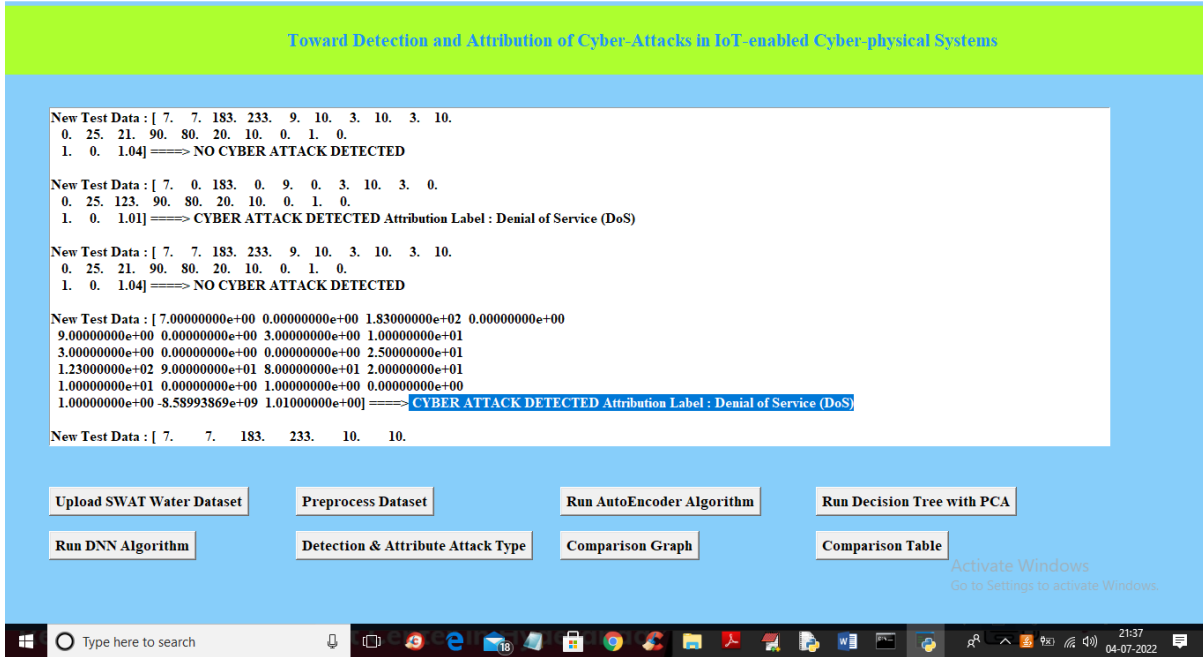 Toward Detection and Attribution of Cyber-Attacks in IoT-enabled Cyber-physical Systems
New Test Data : [ 7. 7. 183. 233. 9. 10. 3. 10. 3. 10.
0. 25. 21. 90. 80. 20. 10. 0. 1. 0.
1. 0. 1.04] ====> NO CYBER ATTACK DETECTED
New Test Data : [ 7. 0. 183. 0. 9. 0. 3. 10. 3. 0.
0. 25. 123. 90. 80. 20. 10. 0. 1. 0.
1. 0. 1.01] ====> CYBER ATTACK DETECTED Attribution Label : Denial of Service (DoS)
New Test Data : [ 7. 7. 183. 233. 9. 10. 3. 10. 3. 10.
0. 25. 21. 90. 80. 20. 10. 0. 1. 0.
1. 0. 1.04] ====> NO CYBER ATTACK DETECTED
New Test Data : [ 7.00000000e+00 0.00000000e+00 1.83000000e+02 0.00000000e+00
9.00000000e+00 0.00000000e+00 3.00000000e+00 1.00000000e+01
3.00000000e+00 0.00000000e+00 0.00000000e+00 2.50000000e+01
1.23000000e+02 9.00000000e+01 8.00000000e+01 2.00000000e+01
1.00000000e+01 0.00000000e+00 1.00000000e+00 0.00000000e+00
1.00000000e+00 -8.58993869e+09 1.01000000e+00] ====> CYBER ATTACK DETECTED Attribution Label : Denial of Service (DoS)
New Test Data : [ 7. 7. 183. 233. 10. 10.
Upload SWAT Water Dataset Preprocess Dataset Run AutoEncoder Algorithm Run Decision Tree with PCA
Run DNN Algorithm Detection & Attribute Attack Type Comparison Graph Comparison Table
Activate Windows
Go to Settings to activate Windows.
Type here to search 18 21:37
04-07-2022